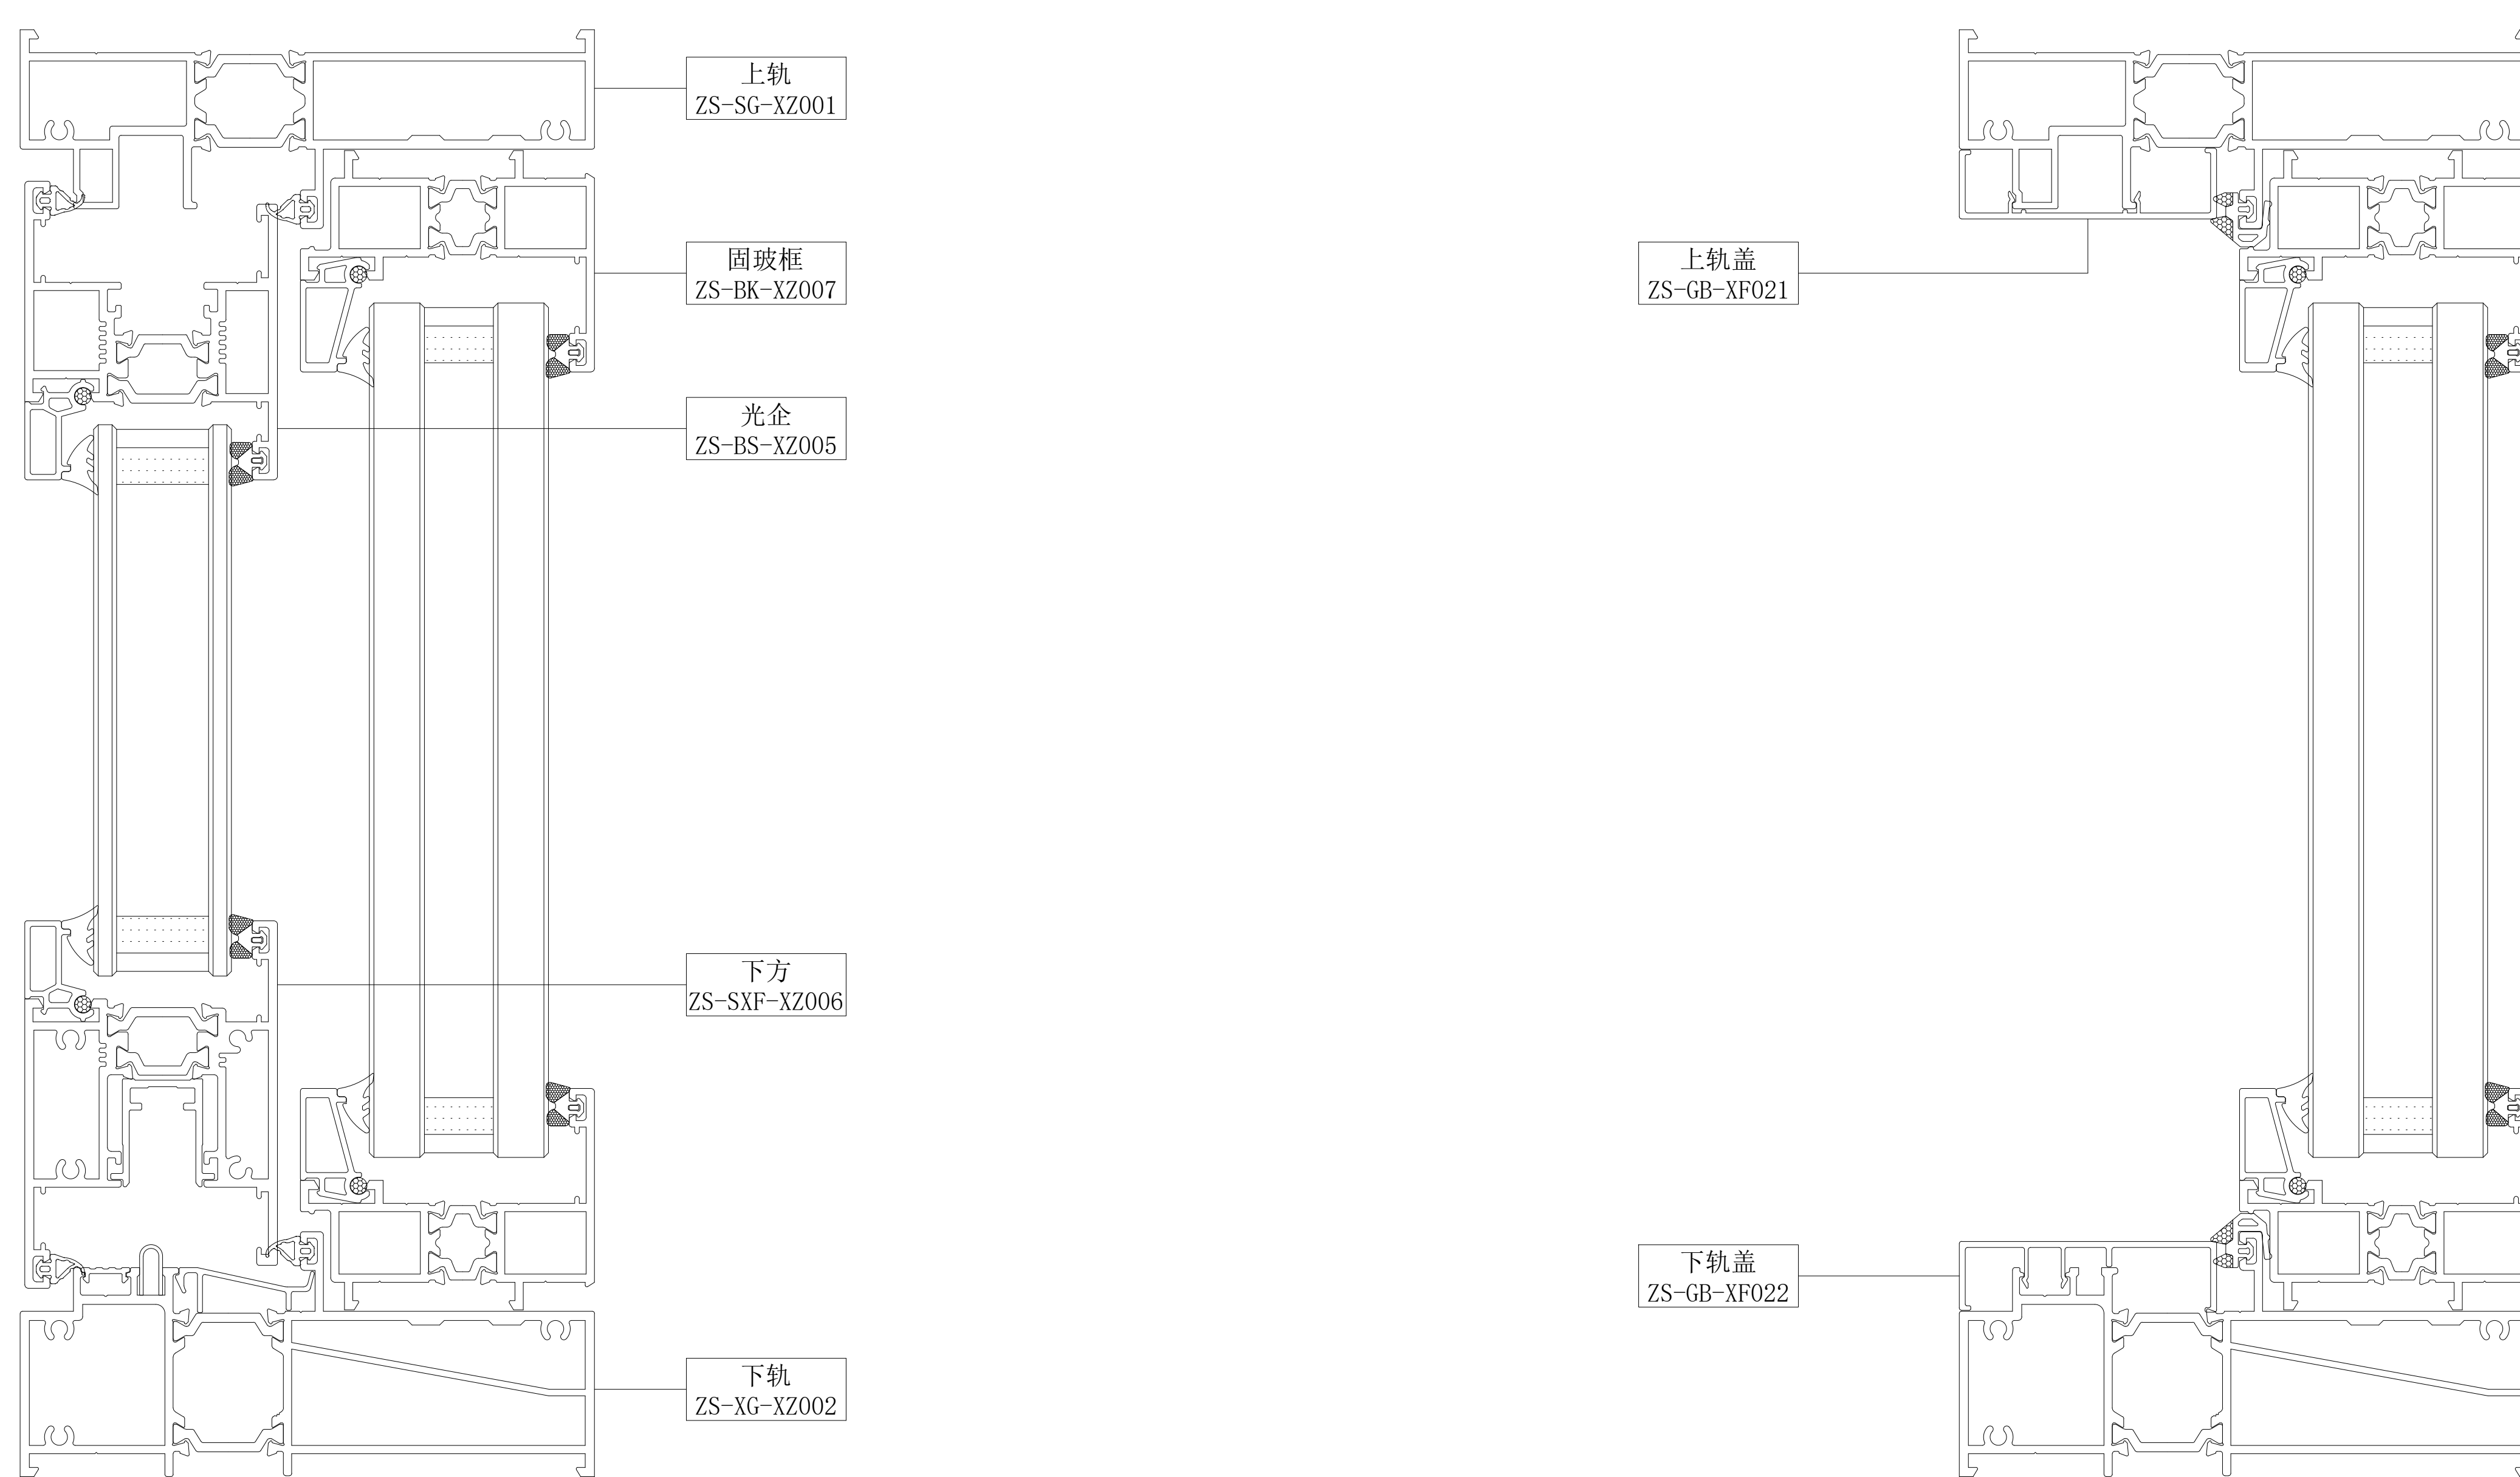 上轨
ZS-SG-XZ001
固玻框
ZS-BK-XZ007
光企
ZS-BS-XZ005
下方
ZS-SXF-XZ006
下轨
ZS-XG-XZ002
上轨盖
ZS-GB-XF021
下轨盖
ZS-GB-XF022